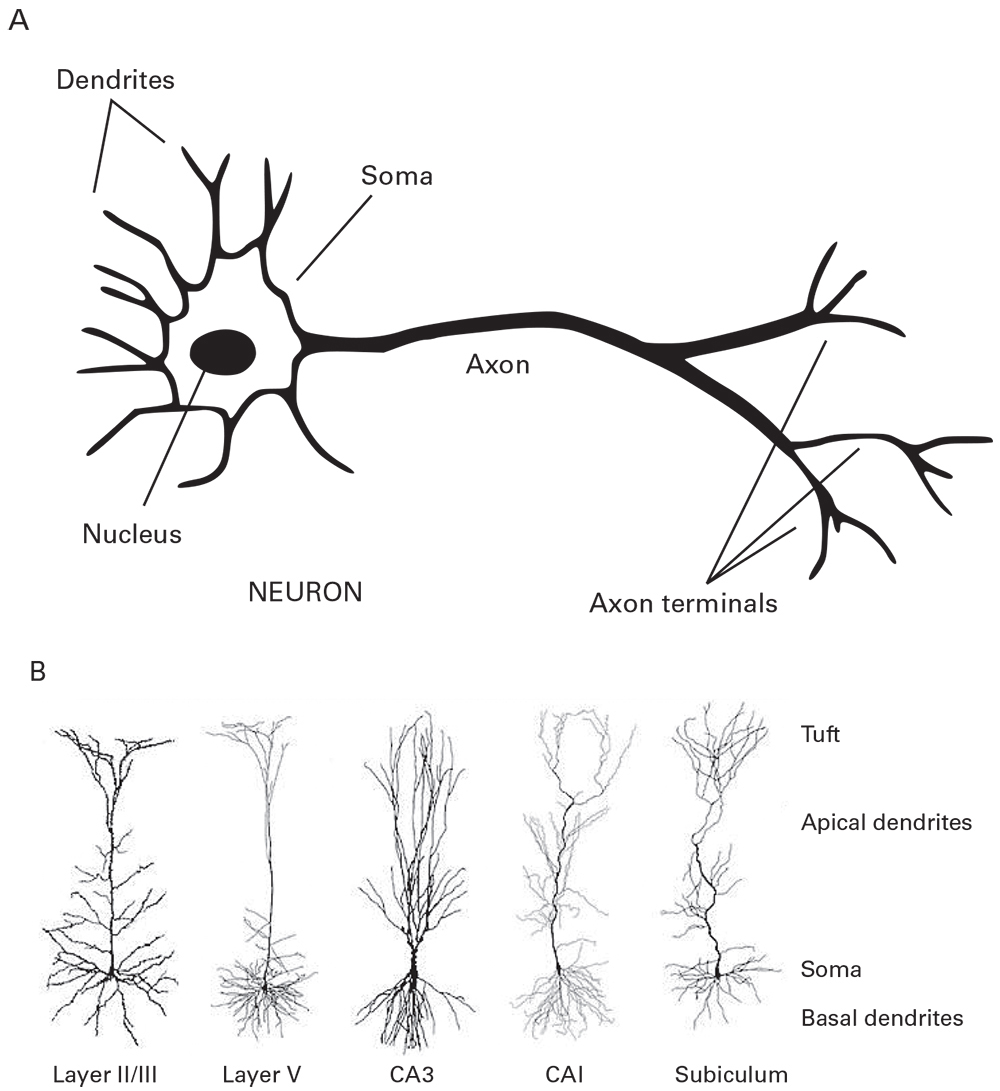 A
Dendrites
Soma
Axon
Nucleus
NEURON
Axon terminals
B
Tuft
Apical dendrites
Soma
Basal dendrites
Layer II/III
Layer V
CA3
CAI
Subiculum